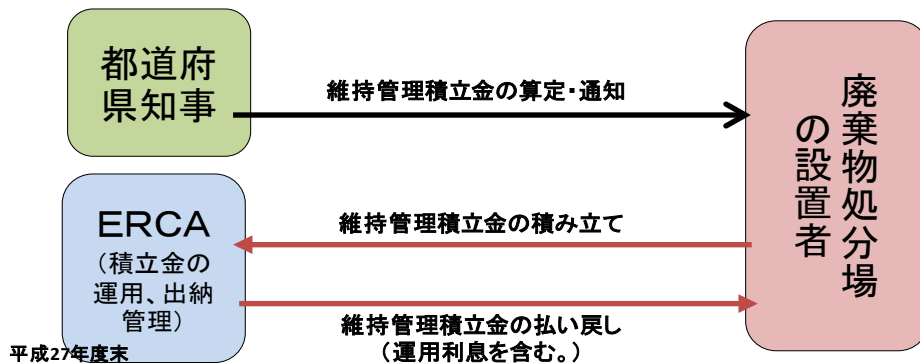 都道府
県知事
維持管理積立金の算定・通知
廃棄物処分場
の設置者
ERCA
（積立金の
運用、出納
管理）
維持管理積立金の積み立て
維持管理積立金の払い戻し
（運用利息を含む。）
平成27年度末